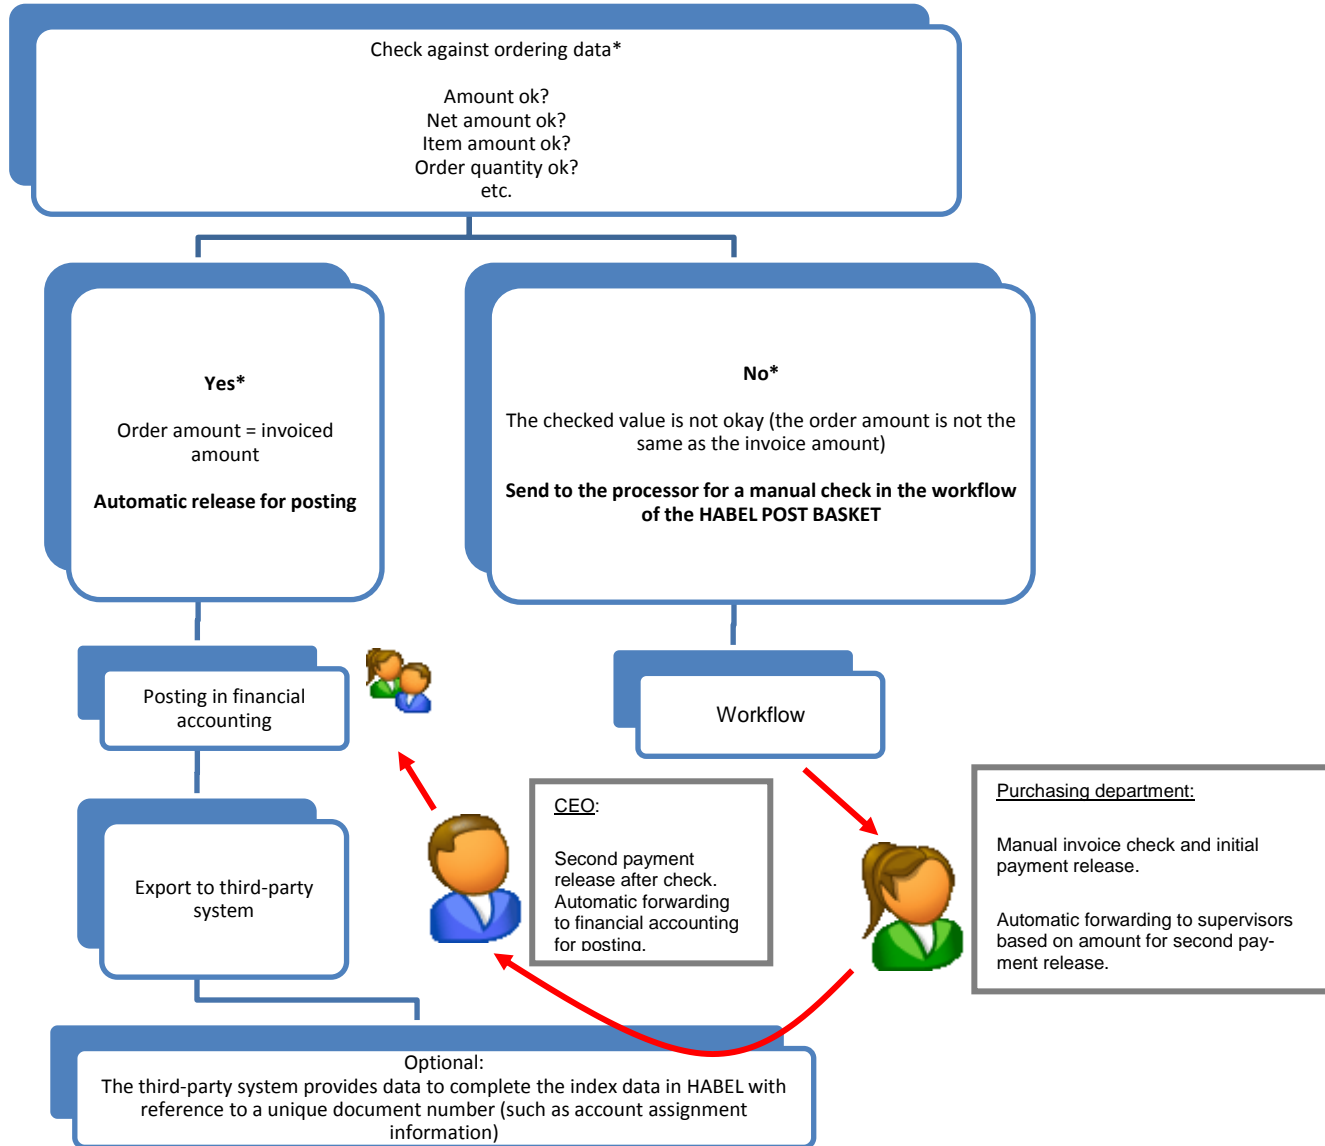 Check against ordering data*
Amount ok?
Net amount ok?
Item amount ok?
Order quantity ok?
etc.
Yes*
Order amount = invoiced
amount
Automatic release for posting
No*
The checked value is not okay (the order amount is not the
same as the invoice amount)
Send to the processor for a manual check in the workflow
of the HABEL POST BASKET
Posting in financial
accounting
Workflow
Export to third-party
system
CEO:
Second payment
release after check.
Automatic forwarding
to financial accounting
for posting.
Purchasing department:
Manual invoice check and initial
payment release.
Automatic forwarding to supervisors
based on amount for second pay-
ment release.
Optional:
The third-party system provides data to complete the index data in HABEL with
reference to a unique document number (such as account assignment
information)